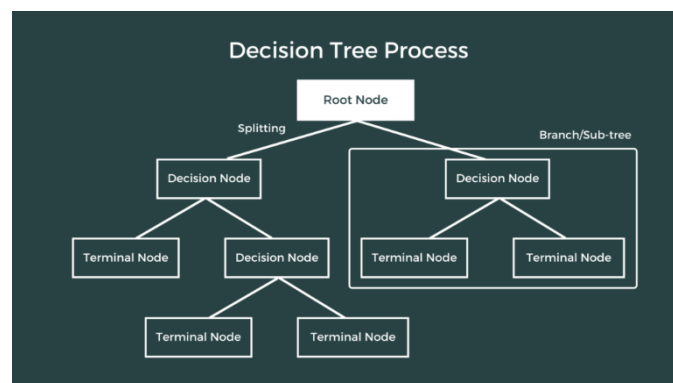 Decision Tree Process
Root Node
Splitting
Branch/Sub-tree
Decision Node
Decision Node
Terminal Node
Decision Node
Terminal Node
Terminal Node
Terminal Node
Terminal Node